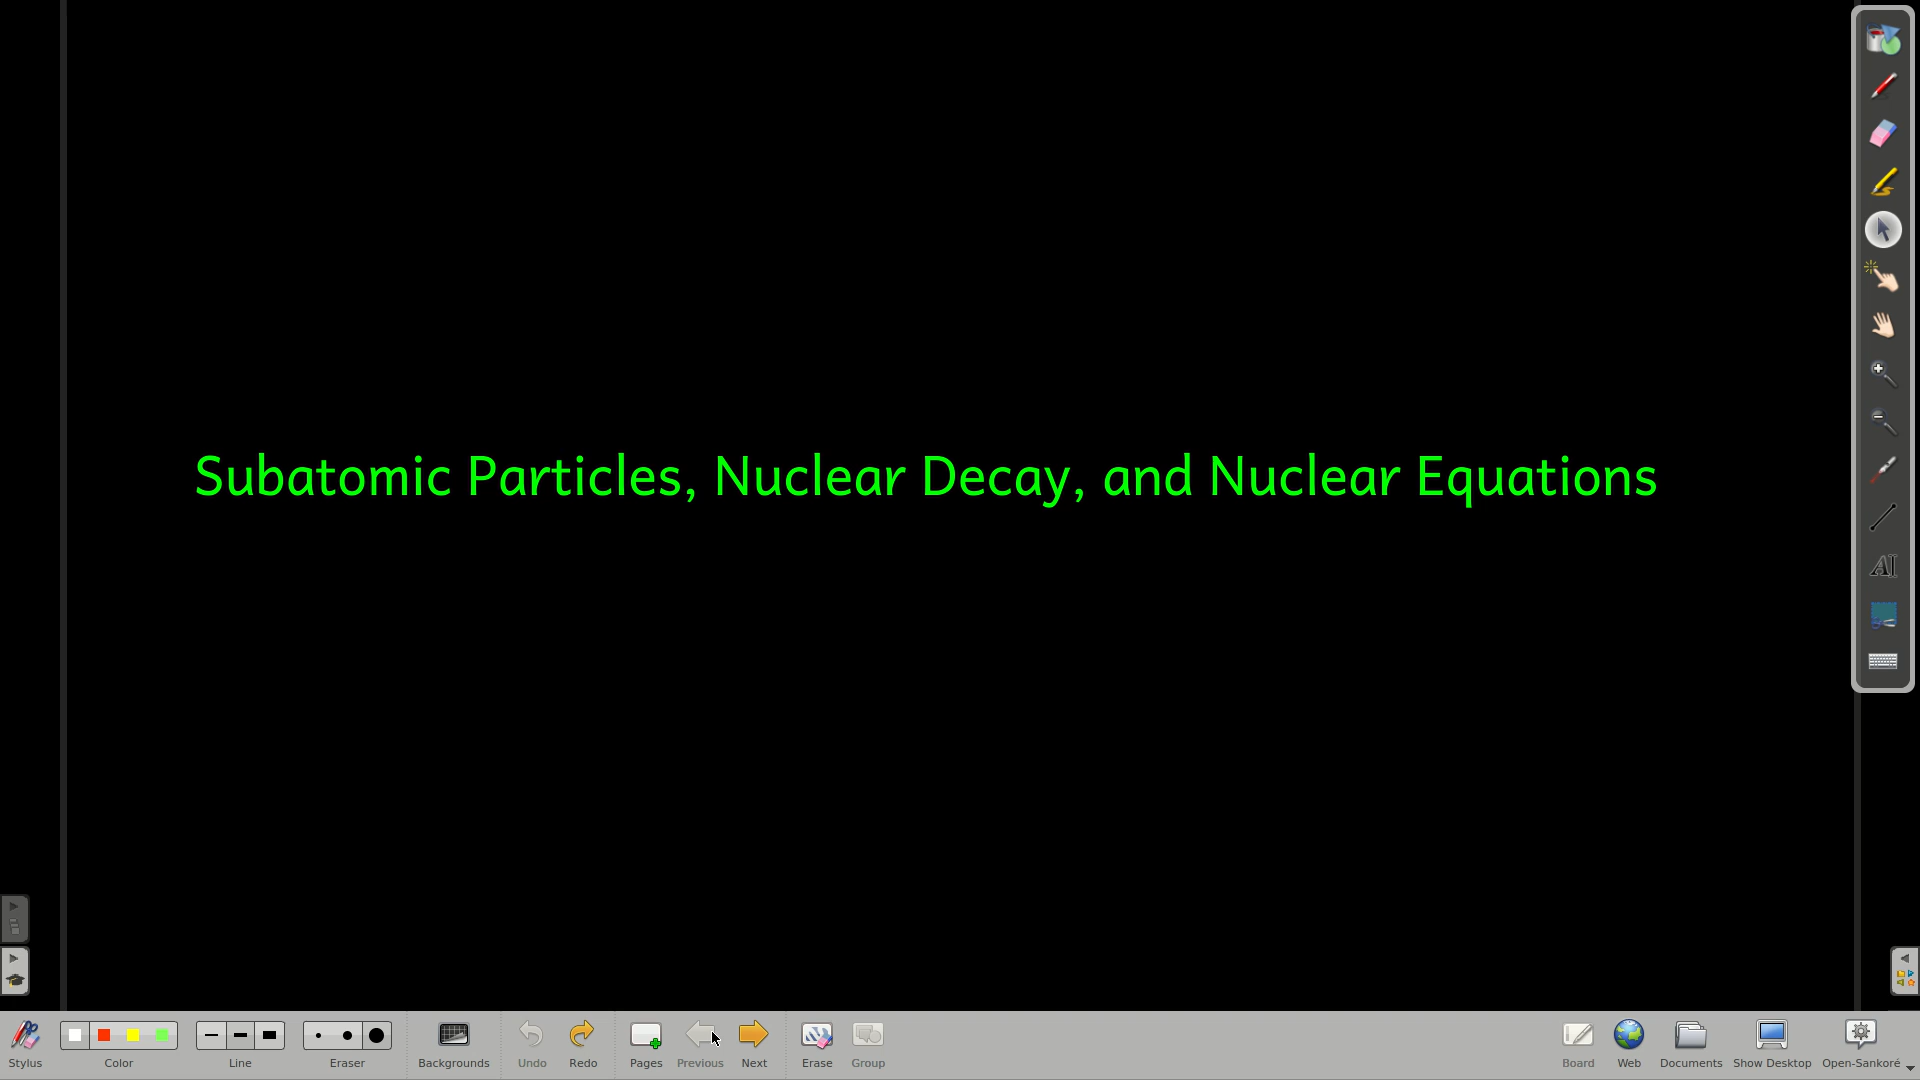 Subatomic Particles, Nuclear Decay, and Nuclear Equations
Stylus Color Line Eraser Backgrounds Undo Redo Pages Previous Next Erase Group Board Web Documents Show Desktop Open-Sankoré